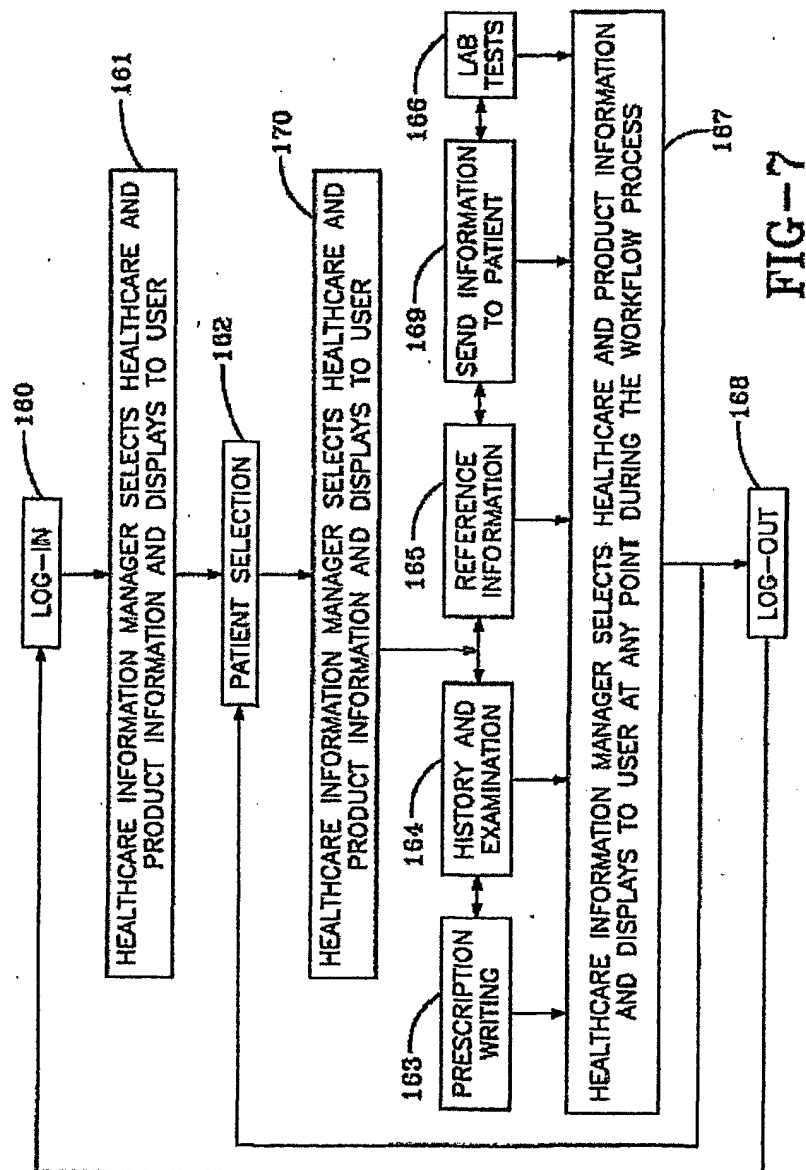 160
LOG-IN
161
HEALTHCARE INFORMATION MANAGER SELECTS HEALTHCARE AND
PRODUCT INFORMATION AND DISPLAYS TO USER
162
PATIENT SELECTION
170
HEALTHCARE INFORMATION MANAGER SELECTS HEALTHCARE AND
PRODUCT INFORMATION AND DISPLAYS TO USER
163
PRESCRIPTION
WRITING
164
HISTORY AND
EXAMINATION
165
REFERENCE
INFORMATION
169
SEND INFORMATION
TO PATIENT
166
LAB
TESTS
HEALTHCARE INFORMATION MANAGER SELECTS HEALTHCARE AND PRODUCT INFORMATION
AND DISPLAYS TO USER AT ANY POINT DURING THE WORKFLOW PROCESS
167
168
LOG-OUT
FIG-7